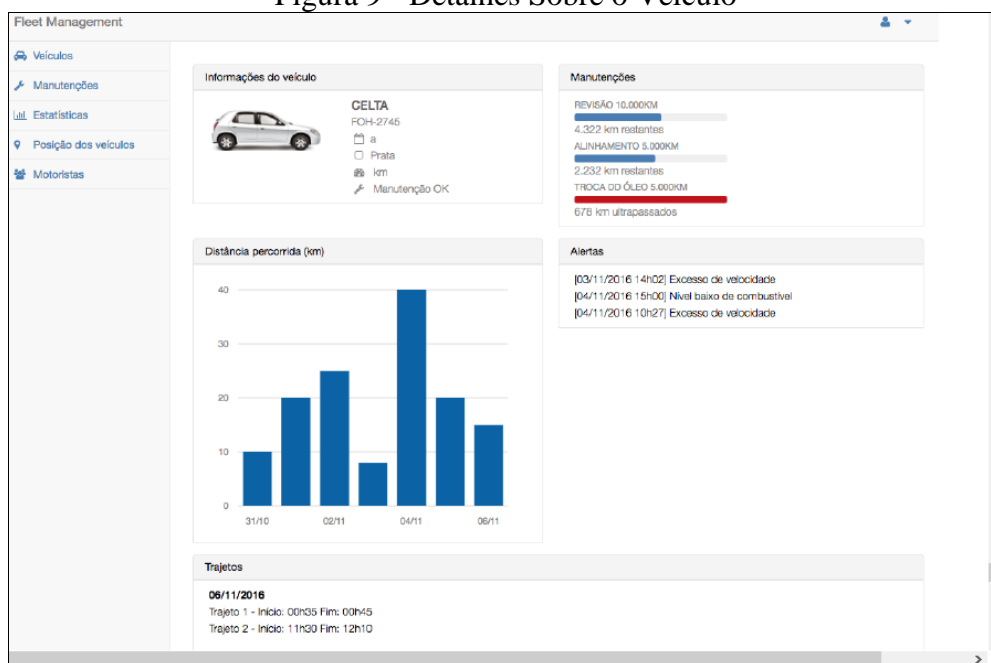 Figura 9 - Detalhes Sobre o Veículo
Fleet Management
Veículos
Manutenções
Estatísticas
Posição dos veículos
Motoristas
Informações do veículo
CELTA
FOH-2745
a
Prata
km
Manutenção OK
Manutenções
REVISÃO 10.000KM
4.322 km restantes
ALINHAMENTO 5.000KM
2.232 km restantes
TROCA DO ÓLEO 5.000KM
678 km ultrapassados
Distância percorrida (km)
40
30
20
10
0
31/10 02/11 04/11 06/11
Alertas
[03/11/2016 14h02] Excesso de velocidade
[04/11/2016 15h00] Nível baixo de combustível
[04/11/2016 10h27] Excesso de velocidade
Trajetos
06/11/2016
Trajeto 1 - Início: 00h35 Fim: 00h45
Trajeto 2 - Início: 11h30 Fim: 12h10